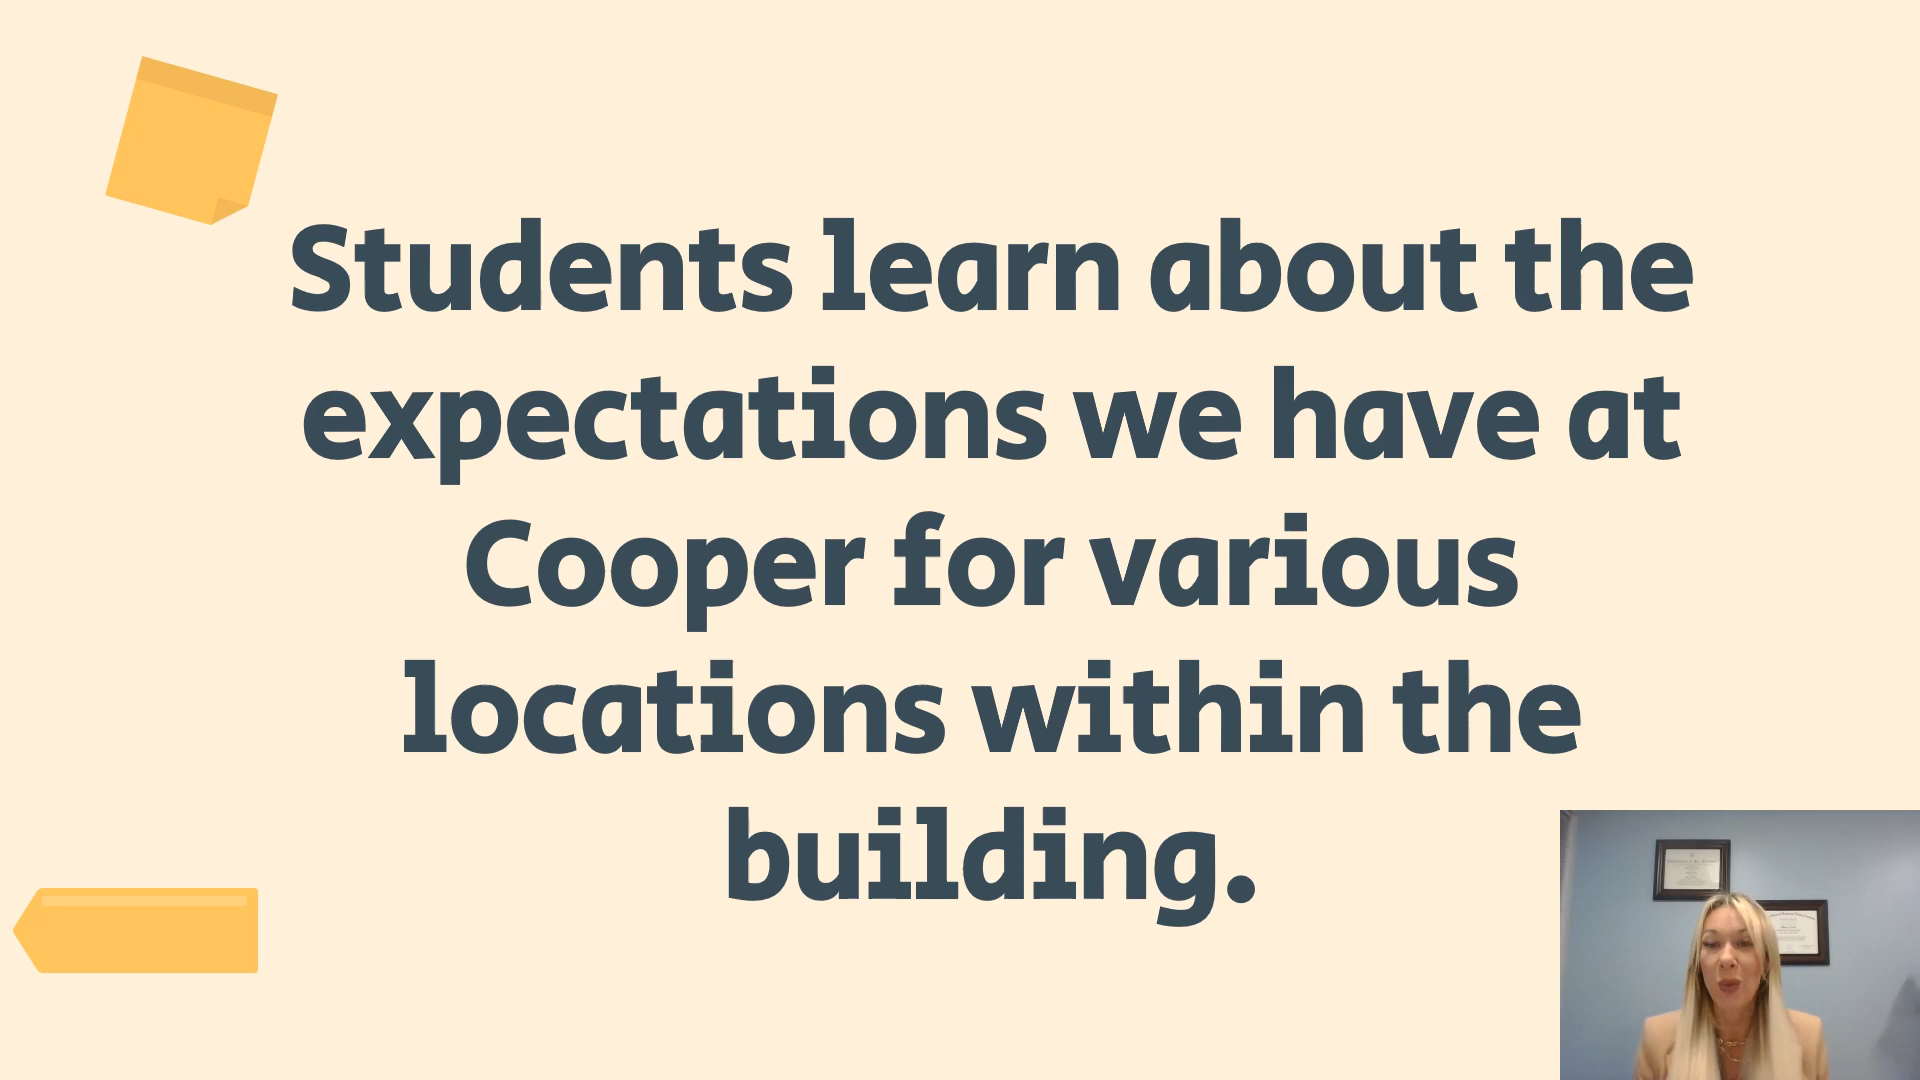 Students learn about the
expectations we have at
Cooper for various
locations within the
building.